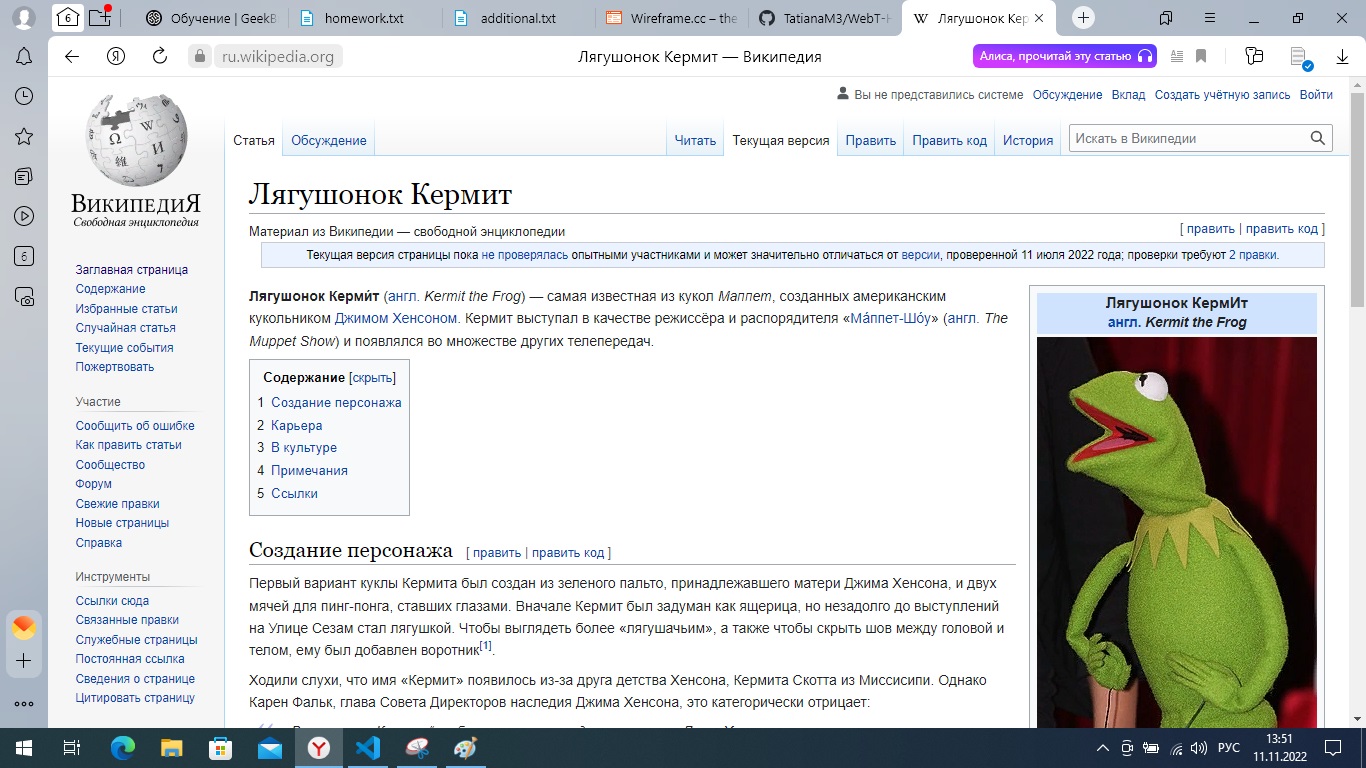 6
Обучение | GeekB
homework.txt
additional.txt
Wireframe.cc – the
TatianaM3/WebT-H
W
Лягушонок Кер
ru.wikipedia.org
Лягушонок Кермит — Википедия
Алиса, прочитай эту статью
Вы не представились системе Обсуждение Вклад Создать учётную запись Войти
Статья Обсуждение Читать Текущая версия Править Править код История Искать в Википедии
ВикипедиЯ
Свободная энциклопедия
Заглавная страница
Содержание
Избранные статьи
Случайная статья
Текущие события
Пожертвовать
Участие
Сообщить об ошибке
Как править статьи
Сообщество
Форум
Свежие правки
Новые страницы
Справка
Инструменты
Ссылки сюда
Связанные правки
Служебные страницы
Постоянная ссылка
Сведения о странице
Цитировать страницу
6
Лягушонок Кермит
Материал из Википедии — свободной энциклопедии
[ править | править код ]
Текущая версия страницы пока не проверялась опытными участниками и может значительно отличаться от версии, проверенной 11 июля 2022 года; проверки требуют 2 правки.
Лягушонок Керми́т (англ. Kermit the Frog) — самая известная из кукол Маппет, созданных американским
кукольником Джимом Хенсоном. Кермит выступал в качестве режиссёра и распорядителя «Ма́ппет-Шо́у» (англ. The
Muppet Show) и появлялся во множестве других телепередач.
Содержание [скрыть]
1 Создание персонажа
2 Карьера
3 В культуре
4 Примечания
5 Ссылки
Создание персонажа [ править | править код ]
Первый вариант куклы Кермита был создан из зеленого пальто, принадлежавшего матери Джима Хенсона, и двух
мячей для пинг-понга, ставших глазами. Вначале Кермит был задуман как ящерица, но незадолго до выступлений
на Улице Сезам стал лягушкой. Чтобы выглядеть более «лягушачьим», а также чтобы скрыть шов между головой и
телом, ему был добавлен воротник[1].
Ходили слухи, что имя «Кермит» появилось из-за друга детства Хенсона, Кермита Скотта из Миссисипи. Однако
Карен Фальк, глава Совета Директоров наследия Джима Хенсона, это категорически отрицает:
Лягушонок КермИт
англ. Kermit the Frog
РУС
13:51
11.11.2022